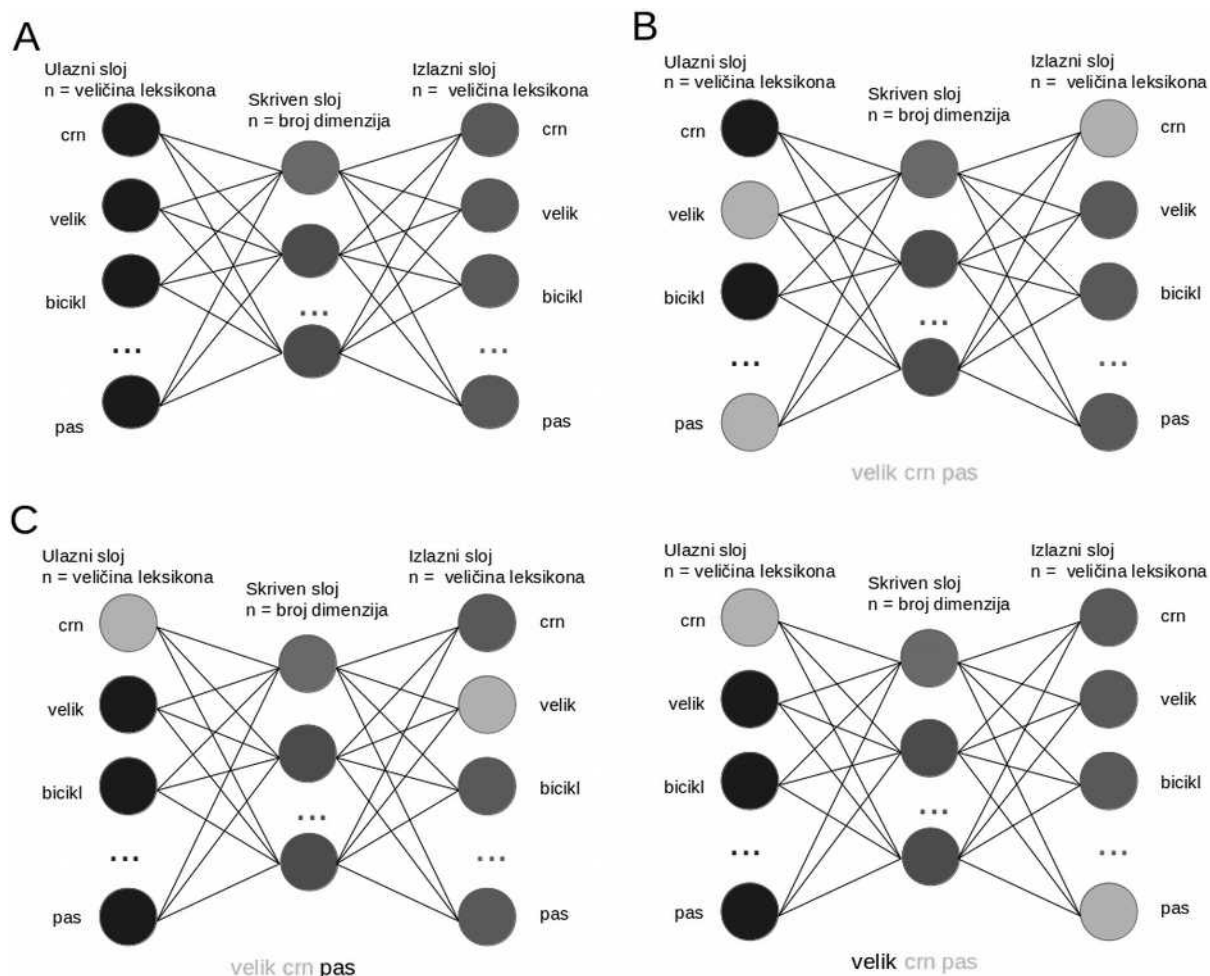 A
Ulazni sloj
n = veličina leksikona
Skriven sloj
n = broj dimenzija
Izlazni sloj
n = veličina leksikona
crn
velik
bicikl
...
pas
...
crn
velik
bicikl
...
pas
B
Ulazni sloj
n = veličina leksikona
Skriven sloj
n = broj dimenzija
Izlazni sloj
n = veličina leksikona
crn
velik
bicikl
...
pas
...
crn
velik
bicikl
...
pas
velik crn pas
C
Ulazni sloj
n = veličina leksikona
Skriven sloj
n = broj dimenzija
Izlazni sloj
n = veličina leksikona
crn
velik
bicikl
...
pas
...
crn
velik
bicikl
...
pas
velik crn pas
Ulazni sloj
n = veličina leksikona
Skriven sloj
n = broj dimenzija
Izlazni sloj
n = veličina leksikona
crn
velik
bicikl
...
pas
...
crn
velik
bicikl
...
pas
velik crn pas